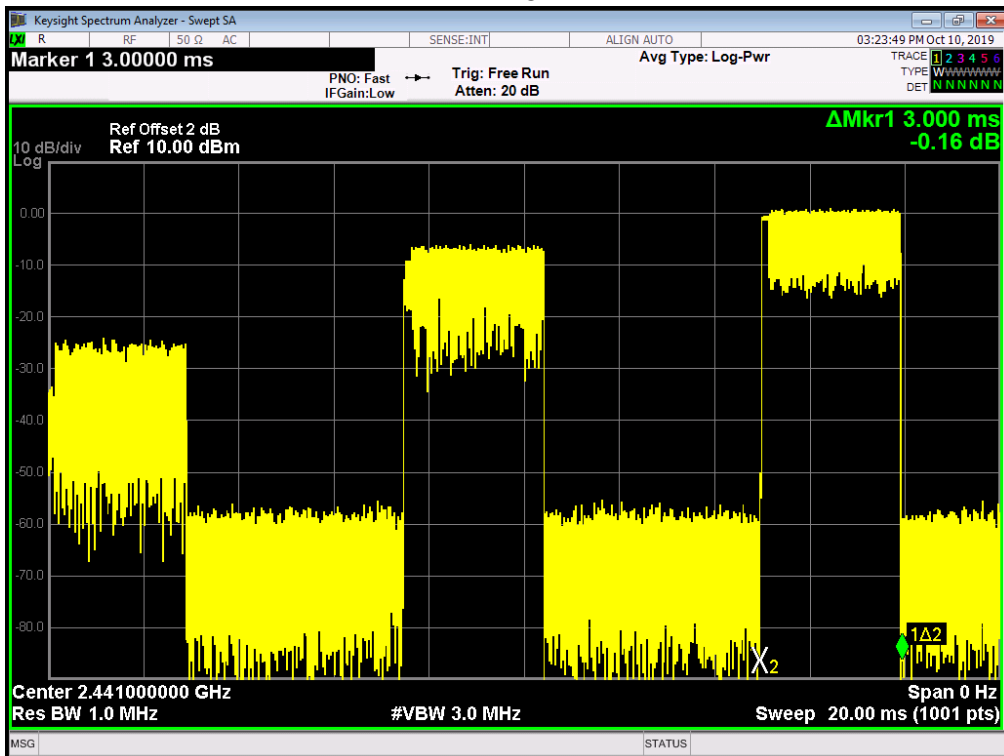 Keysight Spectrum Analyzer - Swept SA
LXI R RF 50 Ω AC SENSE:INT ALIGN AUTO 03:23:49 PM Oct 10, 2019
Marker 1 3.00000 ms Avg Type: Log-Pwr TRACE 1 2 3 4 5 6
PNO: Fast Trig: Free Run TYPE WWWWWW
IFGain:Low Atten: 20 dB DET N N N N N N
Ref Offset 2 dB ΔMkr1 3.000 ms
10 dB/div Ref 10.00 dBm -0.16 dB
Log
0.00
-10.0
-20.0
-30.0
-40.0
-50.0
-60.0
-70.0
-80.0
1Δ2
X2
Center 2.441000000 GHz Span 0 Hz
Res BW 1.0 MHz #VBW 3.0 MHz Sweep 20.00 ms (1001 pts)
MSG STATUS